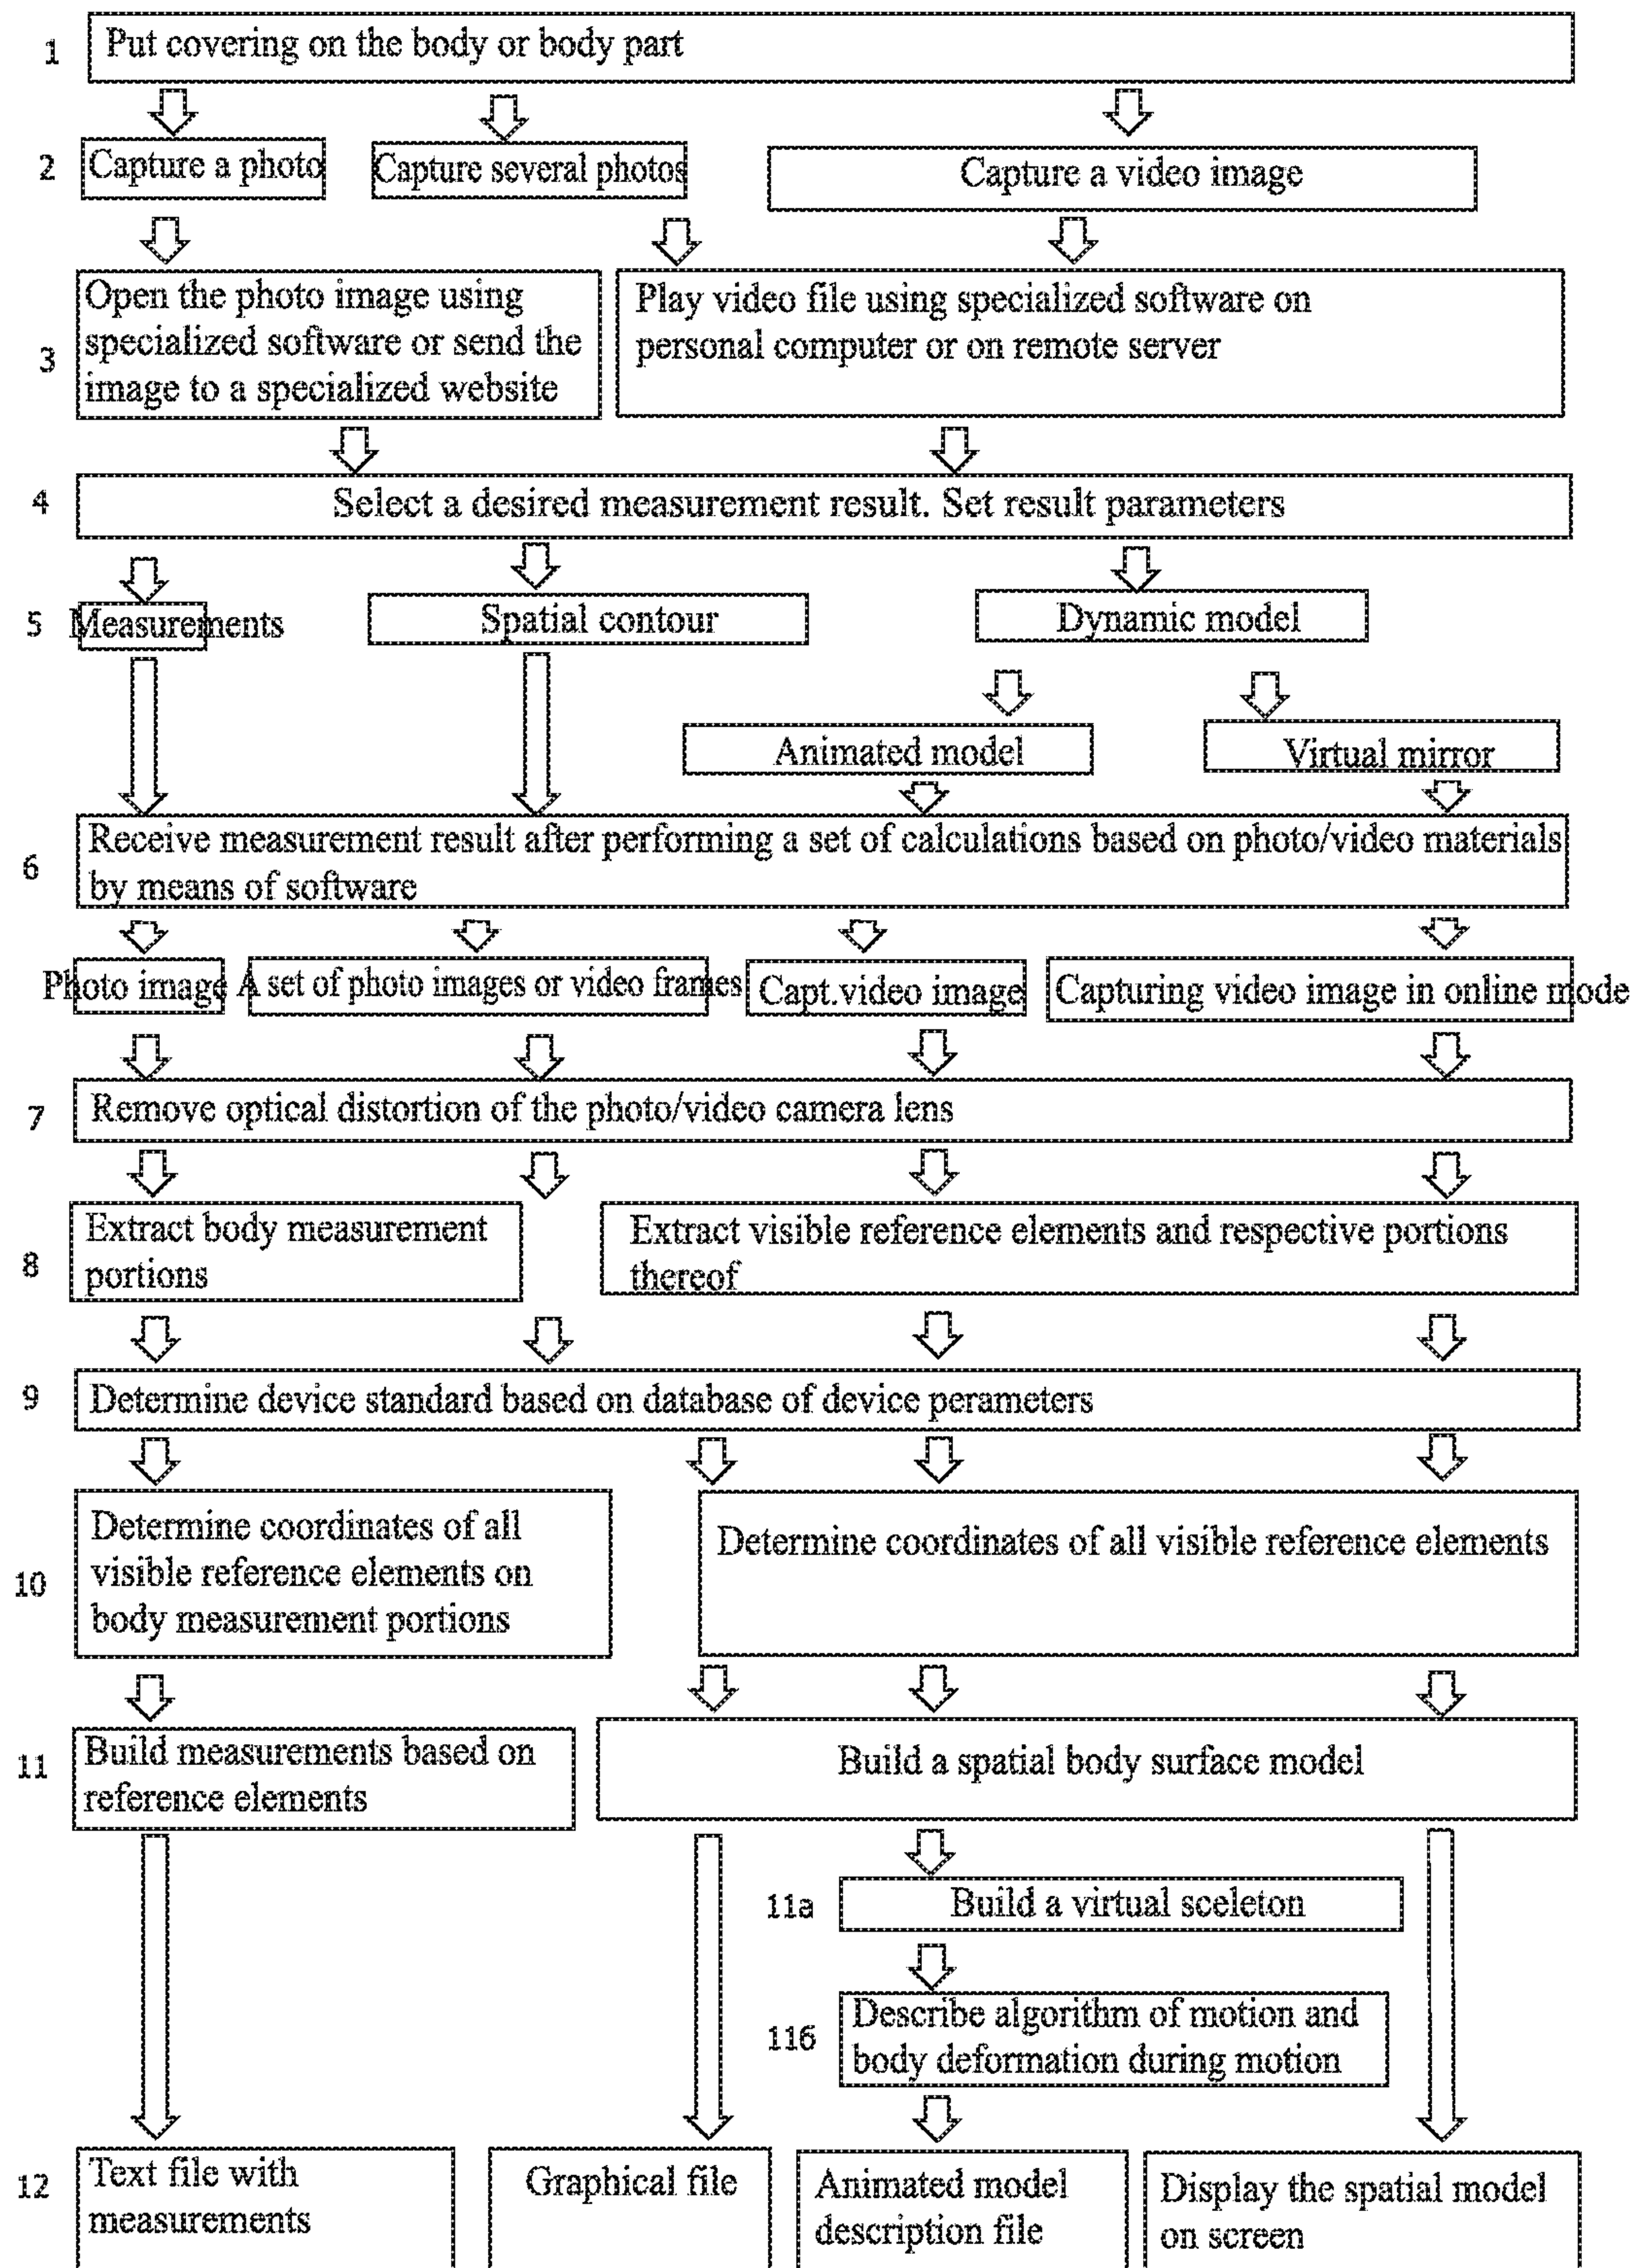 1
Put covering on the body or body part
2
Capture a photo
Capture several photos
Capture a video image
3
Open the photo image using
specialized software or send the
image to a specialized website
Play video file using specialized software on
personal computer or on remote server
4
Select a desired measurement result. Set result parameters
5
Measurements
Spatial contour
Dynamic model
Animated model
Virtual mirror
6
Receive measurement result after performing a set of calculations based on photo/video materials
by means of software
Photo image
A set of photo images or video frames
Capt.video image
Capturing video image in online mode
7
Remove optical distortion of the photo/video camera lens
8
Extract body measurement
portions
Extract visible reference elements and respective portions
thereof
9
Determine device standard based on database of device perameters
10
Determine coordinates of all
visible reference elements on
body measurement portions
Determine coordinates of all visible reference elements
11
Build measurements based on
reference elements
Build a spatial body surface model
11a
Build a virtual sceleton
11б
Describe algorithm of motion and
body deformation during motion
12
Text file with
measurements
Graphical file
Animated model
description file
Display the spatial model
on screen